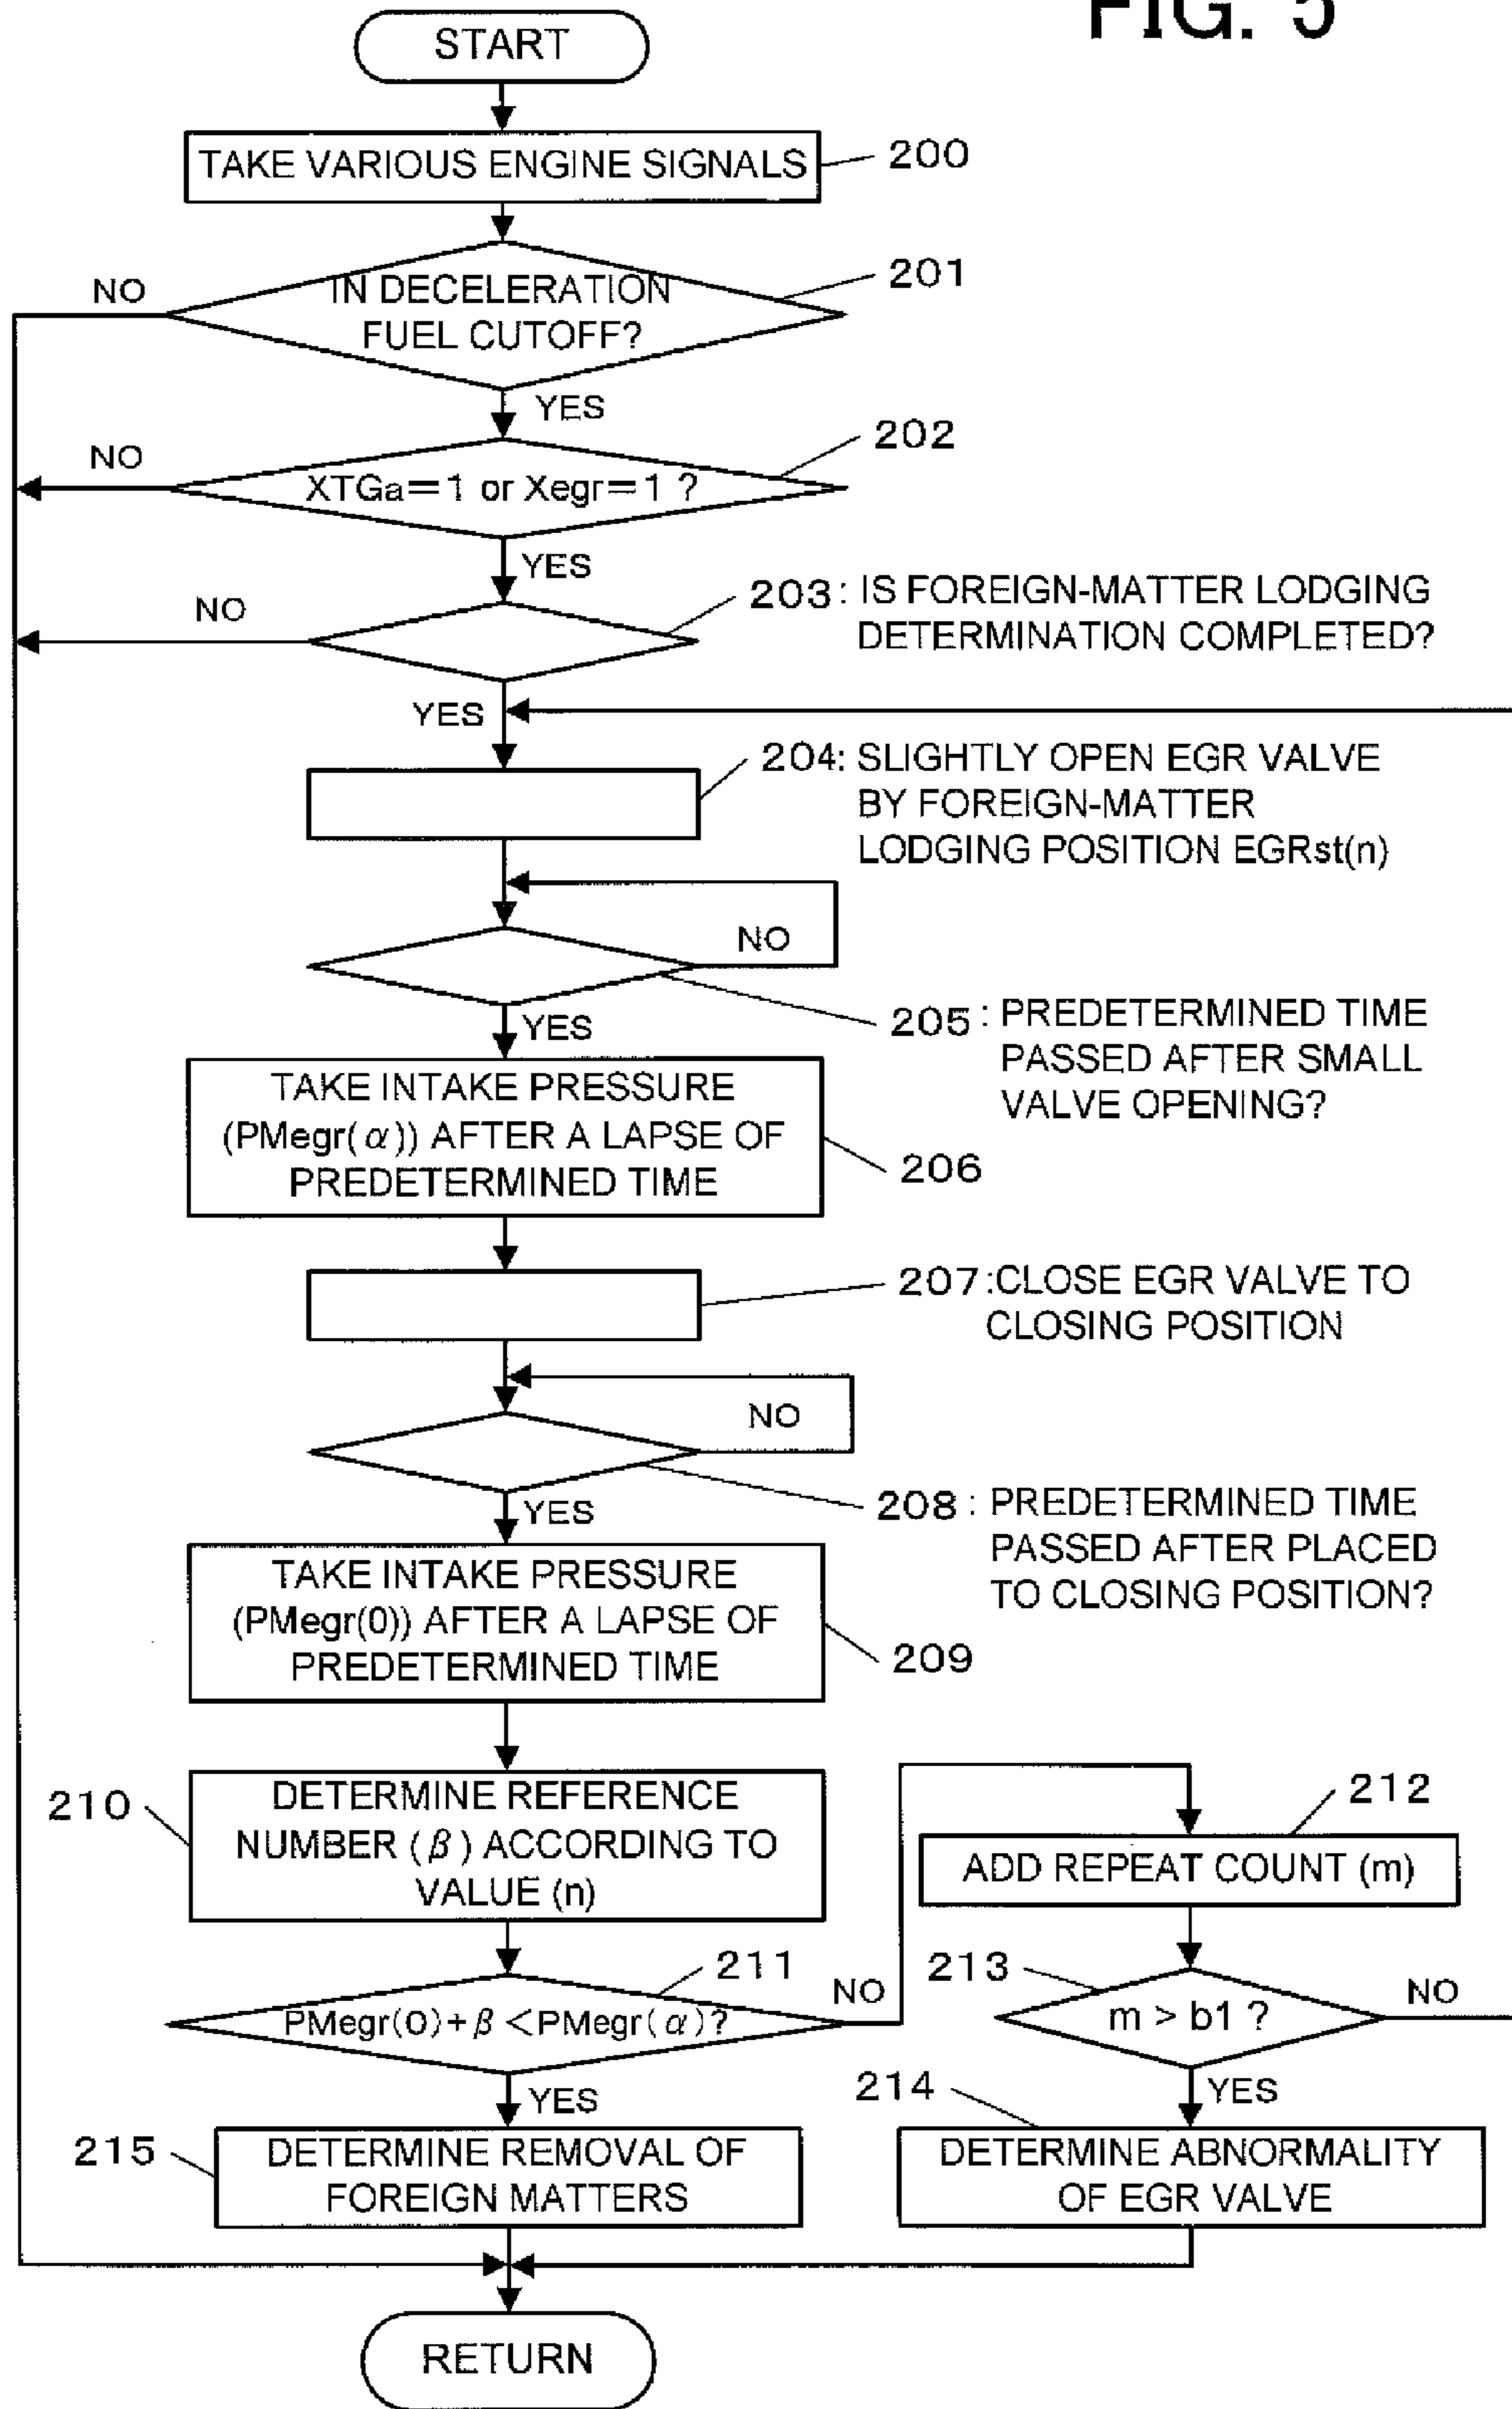 FIG. 5
START
TAKE VARIOUS ENGINE SIGNALS
200
IN DECELERATION
FUEL CUTOFF?
201
NO
YES
XTGa=1 or Xegr=1 ?
202
NO
YES
203: IS FOREIGN-MATTER LODGING
DETERMINATION COMPLETED?
NO
YES
204: SLIGHTLY OPEN EGR VALVE
BY FOREIGN-MATTER
LODGING POSITION EGRst(n)
NO
205: PREDETERMINED TIME
PASSED AFTER SMALL
VALVE OPENING?
YES
TAKE INTAKE PRESSURE
(PMegr(α)) AFTER A LAPSE OF
PREDETERMINED TIME
206
207:CLOSE EGR VALVE TO
CLOSING POSITION
NO
208: PREDETERMINED TIME
PASSED AFTER PLACED
TO CLOSING POSITION?
YES
TAKE INTAKE PRESSURE
(PMegr(0)) AFTER A LAPSE OF
PREDETERMINED TIME
209
210
DETERMINE REFERENCE
NUMBER (β) ACCORDING TO
VALUE (n)
211
PMegr(0)+β<PMegr(α)?
NO
YES
212
ADD REPEAT COUNT (m)
213
m > b1 ?
NO
YES
214
DETERMINE ABNORMALITY
OF EGR VALVE
215
DETERMINE REMOVAL OF
FOREIGN MATTERS
RETURN